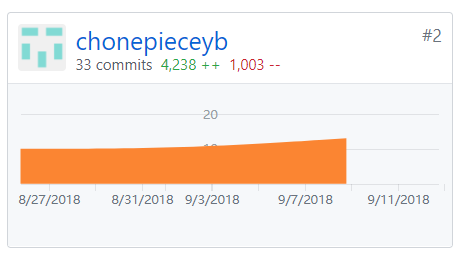 chonepieceyb
#2
33 commits 4,238 ++ 1,003 --
20
10
8/27/2018 8/31/2018 9/3/2018 9/7/2018 9/11/2018